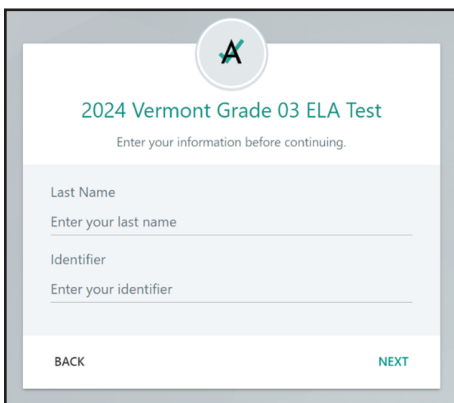 2024 Vermont Grade 03 ELA Test
Enter your information before continuing.
Last Name
Enter your last name
Identifier
Enter your identifier
BACK NEXT